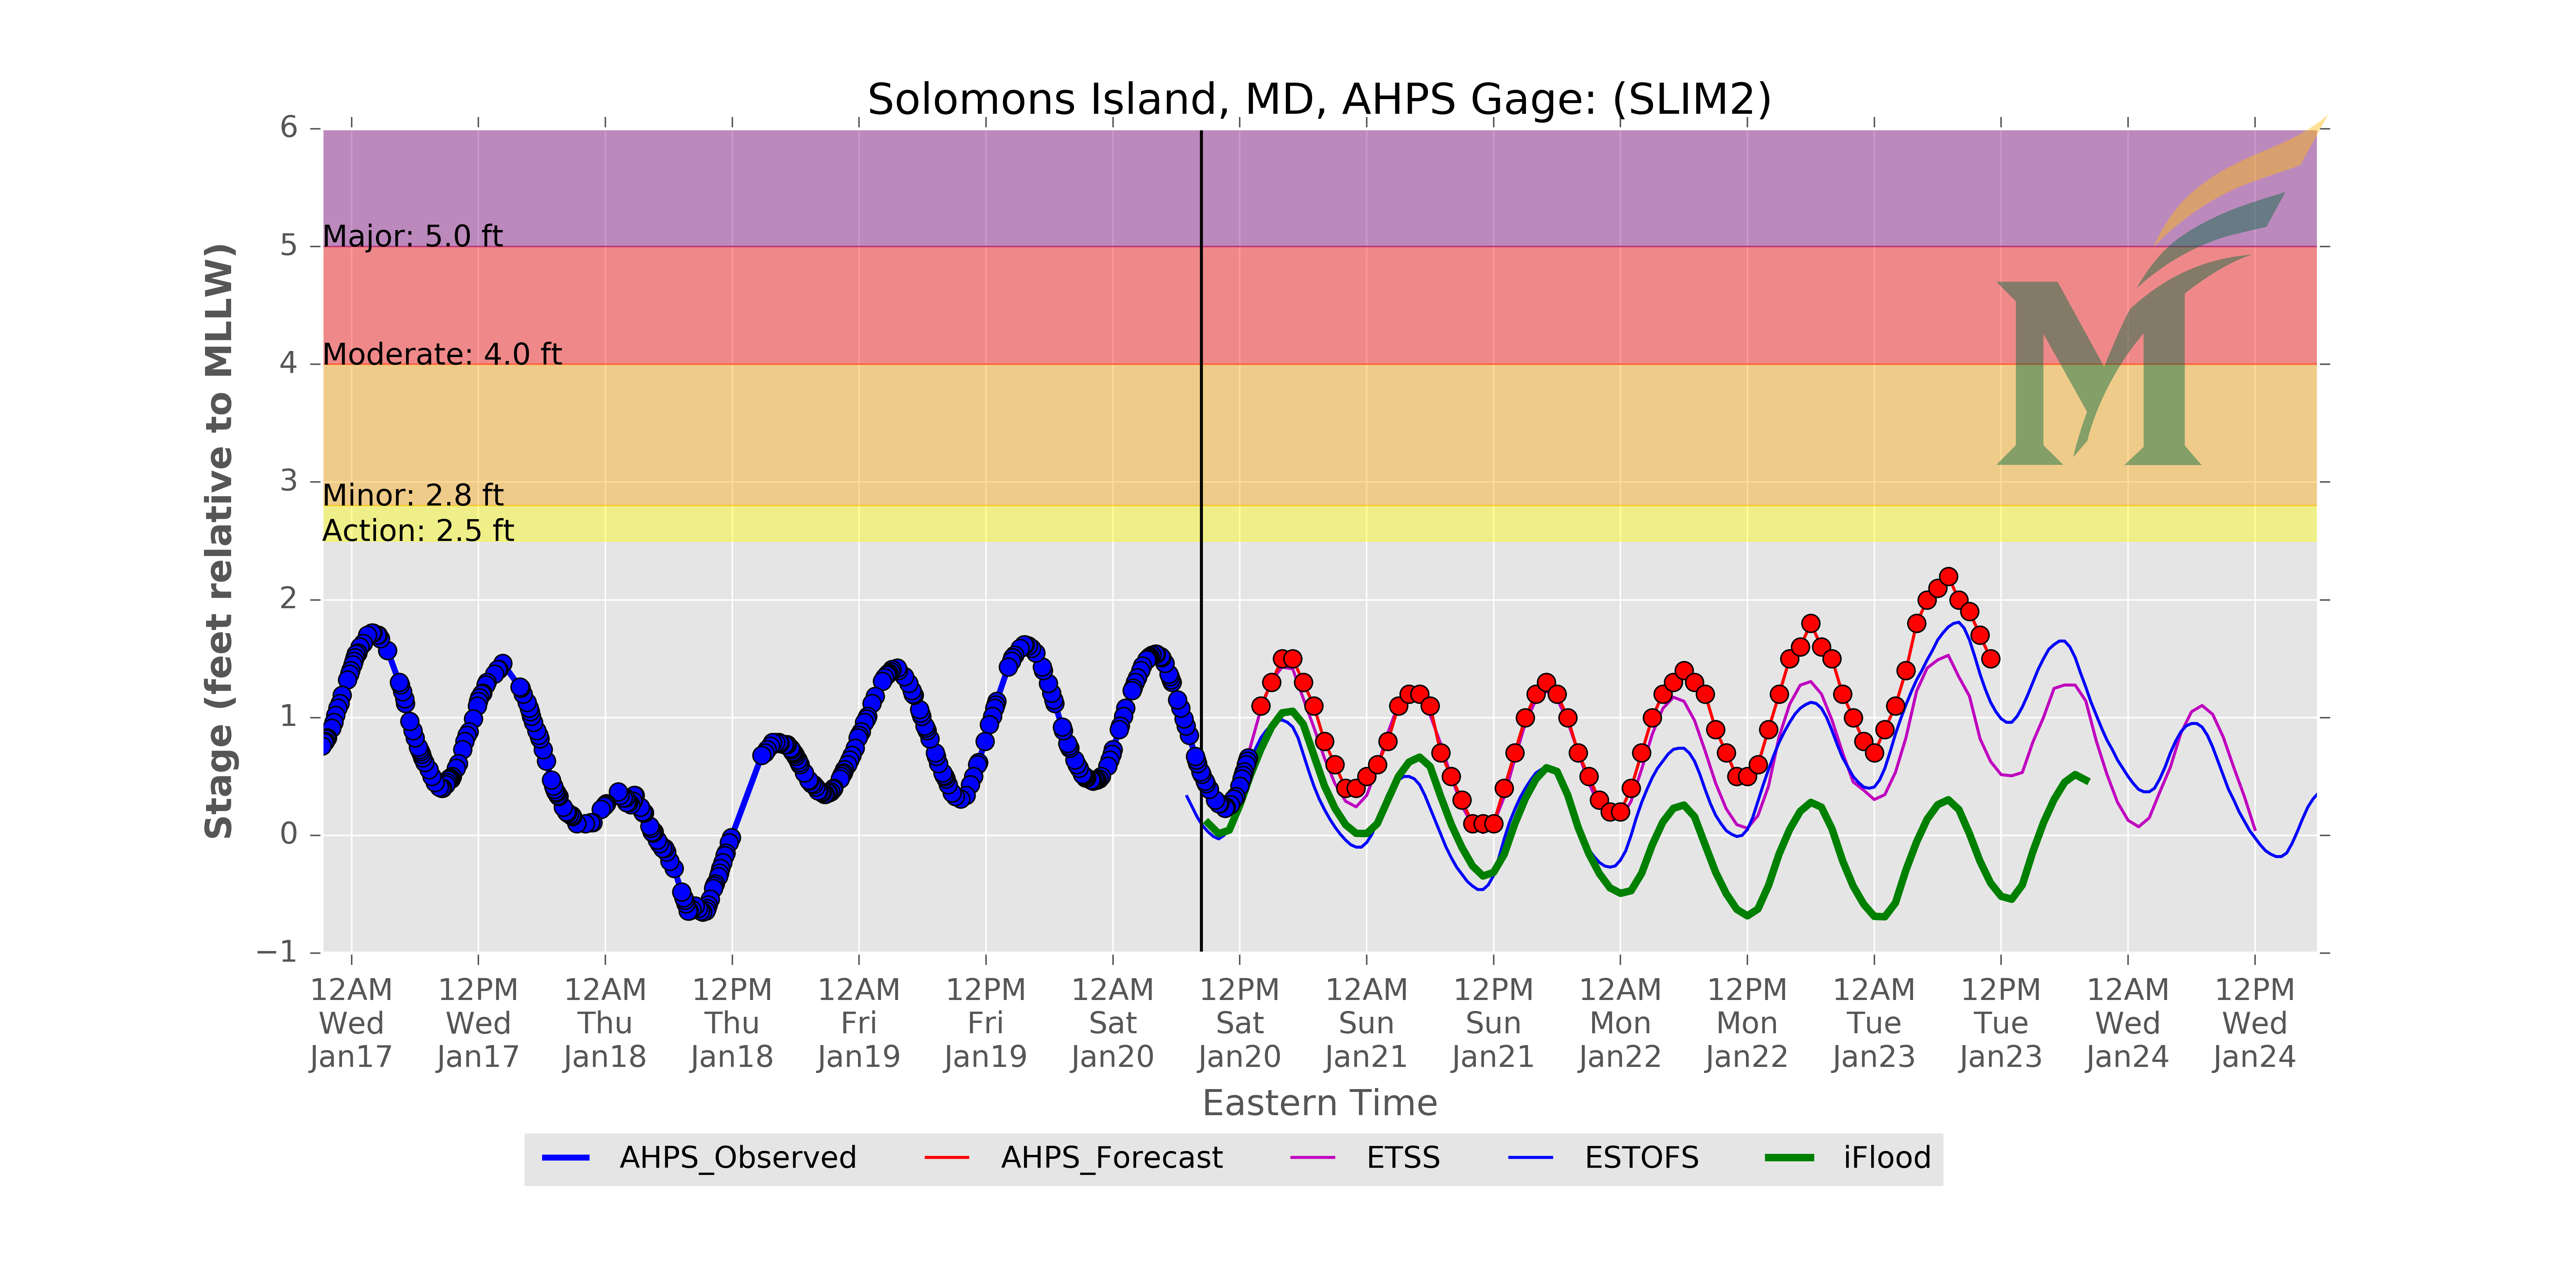 Solomons Island, MD, AHPS Gage: (SLIM2)
6
5
4
3
2
1
0
−1
Stage (feet relative to MLLW)
Major: 5.0 ft
Moderate: 4.0 ft
Minor: 2.8 ft
Action: 2.5 ft
M
12AM 12PM 12AM 12PM 12AM 12PM 12AM 12PM 12AM 12PM 12AM 12PM 12AM 12PM 12AM 12PM
Wed Wed Thu Thu Fri Fri Sat Sat Sun Sun Mon Mon Tue Tue Wed Wed
Jan17 Jan17 Jan18 Jan18 Jan19 Jan19 Jan20 Jan20 Jan21 Jan21 Jan22 Jan22 Jan23 Jan23 Jan24 Jan24
Eastern Time
AHPS_Observed AHPS_Forecast ETSS ESTOFS iFlood